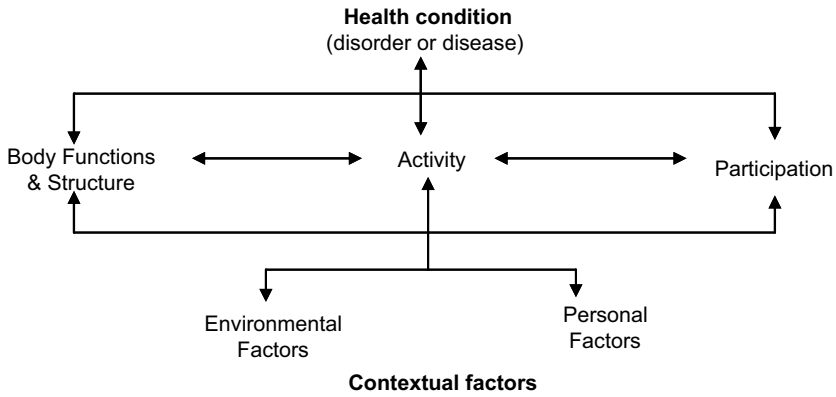 Health condition
(disorder or disease)
Body Functions
& Structure
Activity
Participation
Environmental
Factors
Personal
Factors
Contextual factors